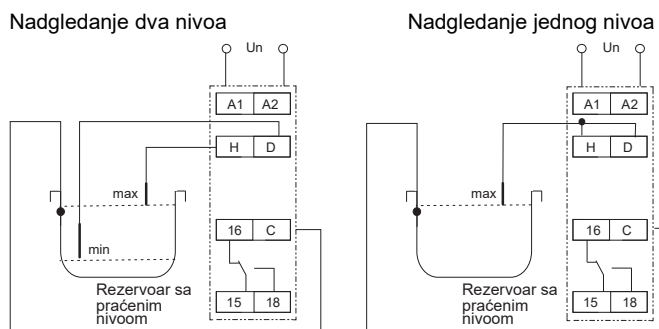 Nadgledanje dva nivoa
Un
A1 A2
H D
max
min
16 C
15 18
Rezervoar sa
praćenim
nivoom
Nadgledanje jednog nivoa
Un
A1 A2
H D
max
16 C
15 18
Rezervoar sa
praćenim
nivoom